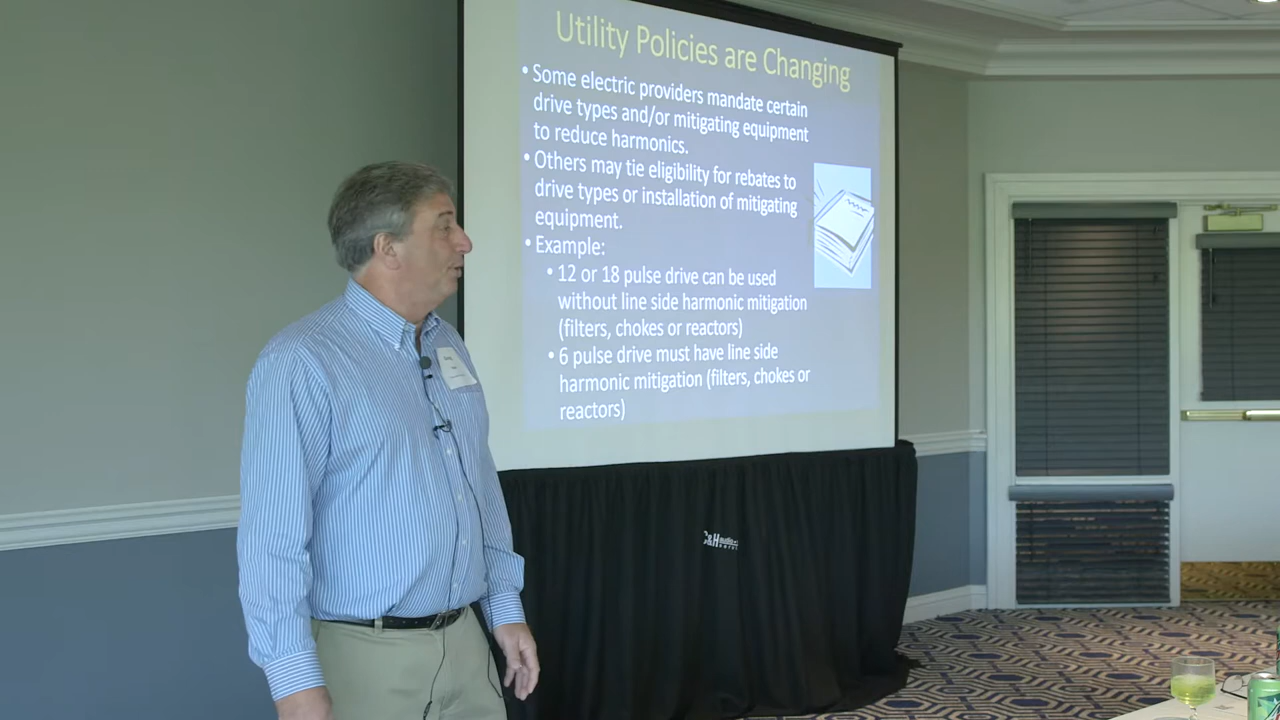 Utility Policies are Changing
• Some electric providers mandate certain
drive types and/or mitigating equipment
to reduce harmonics.
• Others may tie eligibility for rebates to
drive types or installation of mitigating
equipment.
• Example:
• 12 or 18 pulse drive can be used
without line side harmonic mitigation
(filters, chokes or reactors)
• 6 pulse drive must have line side
harmonic mitigation (filters, chokes or
reactors)